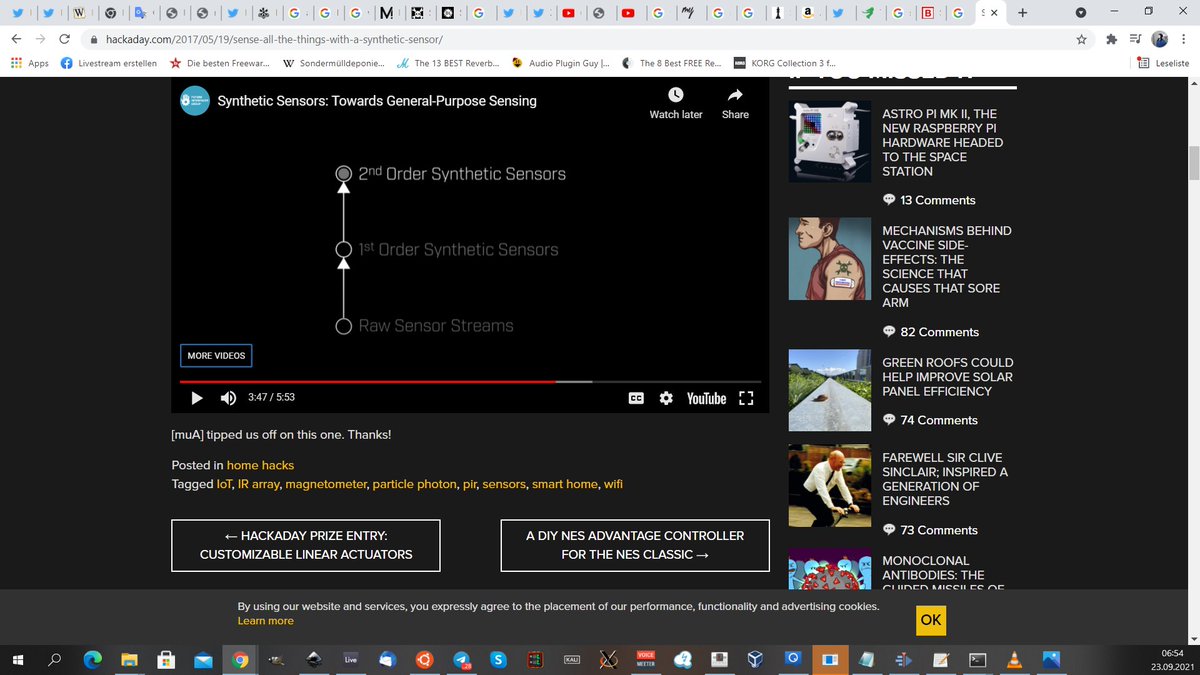 hackaday.com/2017/05/19/sense-all-the-things-with-a-synthetic-sensor/
Apps
Livestream erstellen
Die besten Freewar...
Sondermülldeponie...
The 13 BEST Reverb...
Audio Plugin Guy |...
The 8 Best FREE Re...
KORG Collection 3 f...
Leseliste
Synthetic Sensors: Towards General-Purpose Sensing
Watch later
Share
2nd Order Synthetic Sensors
1st Order Synthetic Sensors
Raw Sensor Streams
MORE VIDEOS
3:47 / 5:53
CC
YouTube
[muA] tipped us off on this one. Thanks!
Posted in home hacks
Tagged IoT, IR array, magnetometer, particle photon, pir, sensors, smart home, wifi
← HACKADAY PRIZE ENTRY:
CUSTOMIZABLE LINEAR ACTUATORS
A DIY NES ADVANTAGE CONTROLLER
FOR THE NES CLASSIC →
ASTRO PI MK II, THE
NEW RASPBERRY PI
HARDWARE HEADED
TO THE SPACE
STATION
13 Comments
MECHANISMS BEHIND
VACCINE SIDE-
EFFECTS: THE
SCIENCE THAT
CAUSES THAT SORE
ARM
82 Comments
GREEN ROOFS COULD
HELP IMPROVE SOLAR
PANEL EFFICIENCY
74 Comments
FAREWELL SIR CLIVE
SINCLAIR; INSPIRED A
GENERATION OF
ENGINEERS
73 Comments
MONOCLONAL
ANTIBODIES: THE
GUIDED MISSILES OF
By using our website and services, you expressly agree to the placement of our performance, functionality and advertising cookies.
Learn more
OK
Live
28
KALI
VOICE
MEETER
06:54
23.09.2021